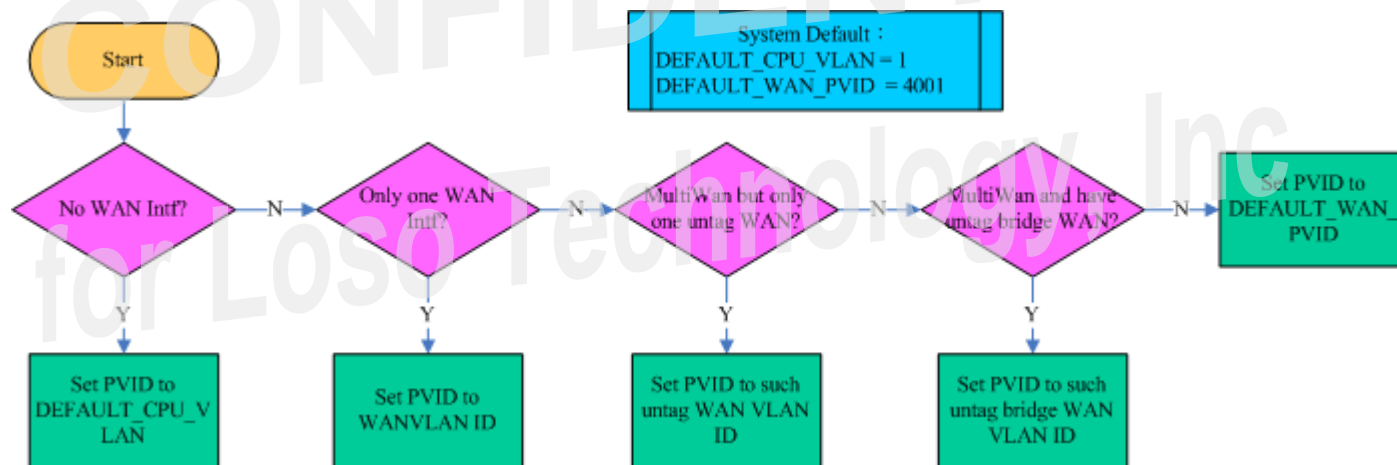 CONFIDENT
for Loso Technology, Inc
Start
System Default：
DEFAULT_CPU_VLAN = 1
DEFAULT_WAN_PVID = 4001
No WAN Intf?
N
Only one WAN
Intf?
N
MultiWan but only
one untag WAN?
N
MultiWan and have
untag bridge WAN?
N
Set PVID to
DEFAULT_WAN_
PVID
Y
Y
Y
Y
Set PVID to
DEFAULT_CPU_V
LAN
Set PVID to
WANVLAN ID
Set PVID to such
untag WAN VLAN
ID
Set PVID to such
untag bridge WAN
VLAN ID